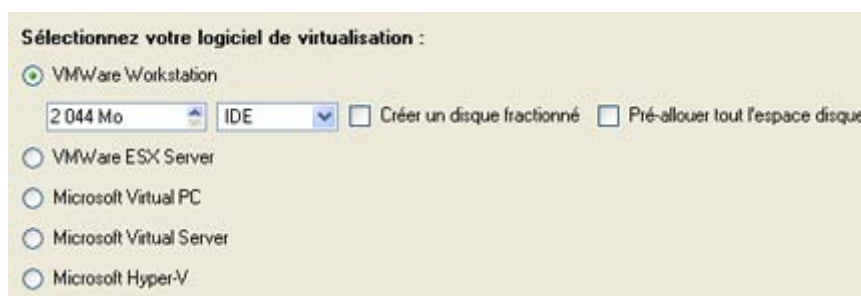 Sélectionnez votre logiciel de virtualisation :
VMWare Workstation
2 044 Mo IDE Créer un disque fractionné Pré-allouer tout l'espace disque
VMWare ESX Server
Microsoft Virtual PC
Microsoft Virtual Server
Microsoft Hyper-V